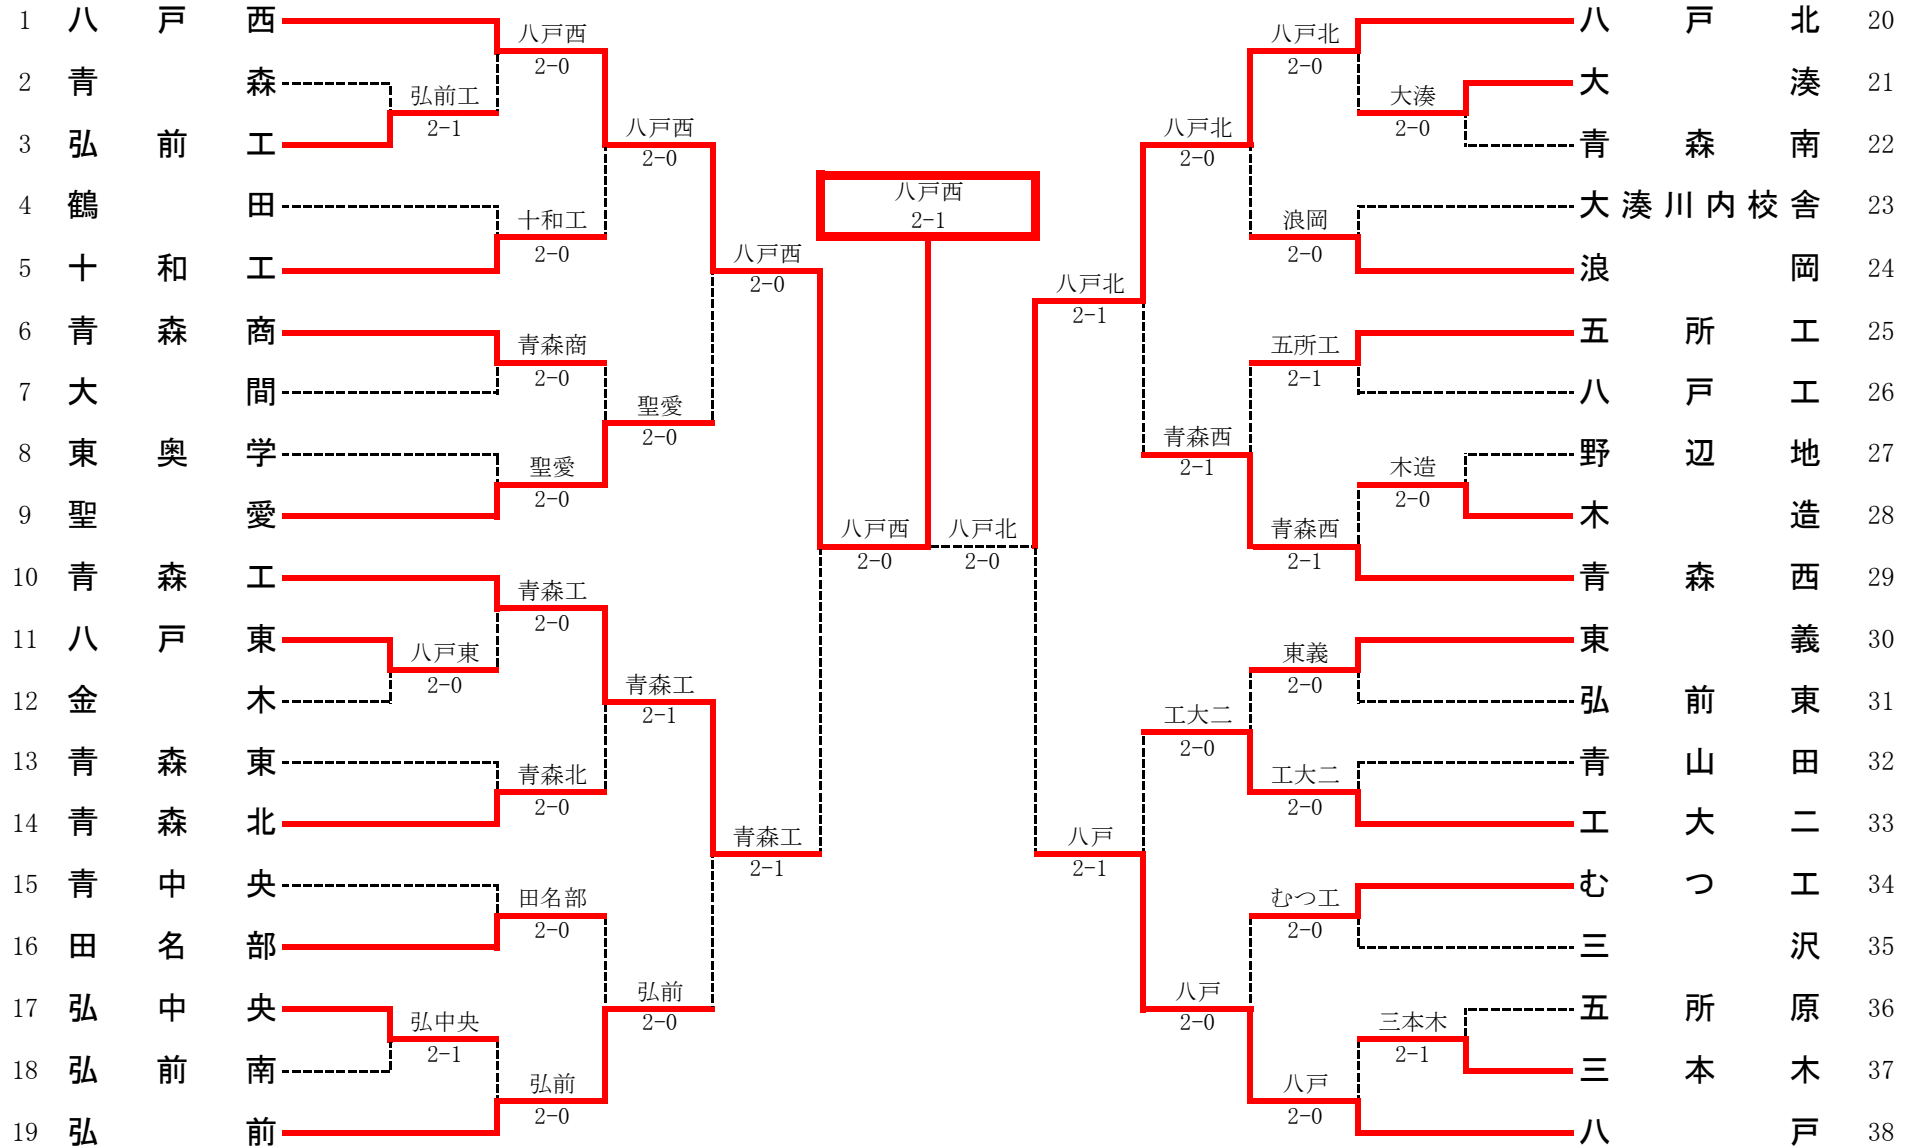 1 八戸西
2 青森
3 弘前工
4 鶴田
5 十和工
6 青森商
7 大間
8 東奥学
9 聖愛
10 青森工
11 八戸東
12 金木
13 青森東
14 青森北
15 青中央
16 田名部
17 弘中央
18 弘前南
19 弘前
弘前工
2-1
八戸東
2-0
弘中央
2-1
八戸西
2-0
十和工
2-0
青森商
2-0
聖愛
2-0
青森工
2-0
青森北
2-0
田名部
2-0
弘前
2-0
八戸西
2-0
聖愛
2-0
青森工
2-1
弘前
2-0
八戸西
2-0
青森工
2-1
八戸西
2-0
八戸西
2-1
八戸北
2-0
八戸北
2-1
八戸
2-1
八戸北
2-0
青森西
2-1
工大二
2-0
八戸
2-0
八戸北
2-0
浪岡
2-0
五所工
2-1
青森西
2-1
東義
2-0
工大二
2-0
むつ工
2-0
八戸
2-0
大湊
2-0
木造
2-0
三本木
2-1
八戸北 20
大湊 21
青森南 22
大湊川内校舎 23
浪岡 24
五所工 25
八戸工 26
野辺地 27
木造 28
青森西 29
東義 30
弘前東 31
青山田 32
工大二 33
むつ工 34
三沢 35
五所原 36
三本木 37
八戸 38